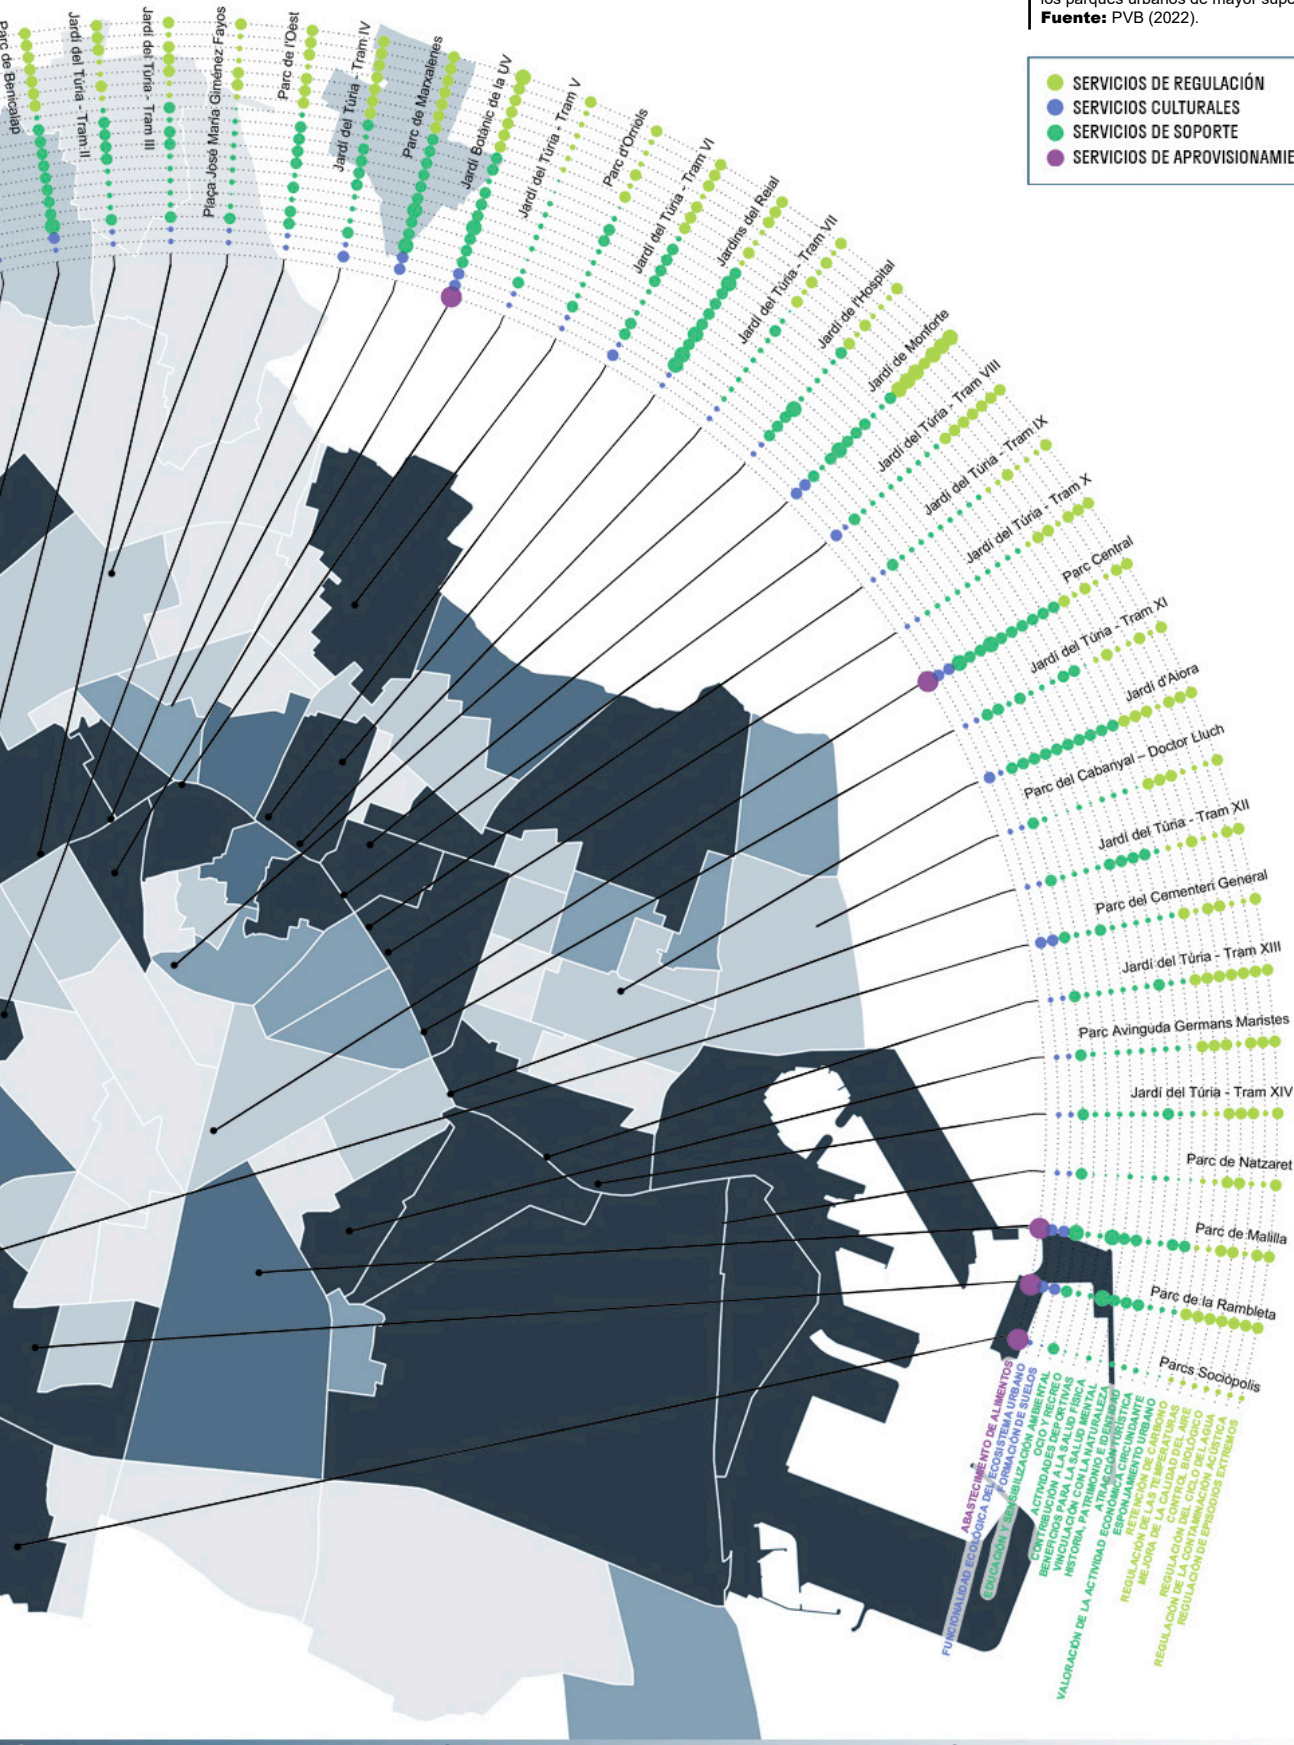 los parques urbanos de mayor supe
Fuente: PVB (2022).
SERVICIOS DE REGULACIÓN
SERVICIOS CULTURALES
SERVICIOS DE SOPORTE
SERVICIOS DE APROVISIONAMIE
Parc de Benicalap
Jardí del Túria - Tram II
Jardí del Túria - Tram III
Plaça José María Giménez Fayos
Parc de l'Oest
Jardí del Túria - Tram IV
Parc de Marxalenes
Jardí Botànic de la UV
Jardí del Túria - Tram V
Parc d'Orriols
Jardí del Túria - Tram VI
Jardins del Reial
Jardí del Túria - Tram VII
Jardí de l'Hospital
Jardí de Monforte
Jardí del Túria - Tram VIII
Jardí del Túria - Tram IX
Jardí del Túria - Tram X
Parc Central
Jardí del Túria - Tram XI
Jardí d'Aiora
Parc del Cabanyal – Doctor Lluch
Jardí del Túria - Tram XII
Parc del Cementeri General
Jardí del Túria - Tram XIII
Parc Avinguda Germans Maristes
Jardí del Túria - Tram XIV
Parc de Natzaret
Parc de Malilla
Parc de la Rambleta
Parcs Sociòpolis
ABASTECIMIENTO DE ALIMENTOS
FUNCIONALIDAD ECOLÓGICA DEL ECOSISTEMA URBANO
FORMACIÓN DE SUELOS
EDUCACIÓN Y SENSIBILIZACIÓN AMBIENTAL
OCIO Y RECREO
ACTIVIDADES DEPORTIVAS
CONTRIBUCIÓN A LA SALUD FÍSICA
BENEFICIOS PARA LA SALUD MENTAL
VINCULACIÓN CON LA NATURALEZA
HISTORIA, PATRIMONIO E IDENTIDAD
ATRACCIÓN TURÍSTICA
VALORACIÓN DE LA ACTIVIDAD ECONÓMICA CIRCUNDANTE
ESPONJAMIENTO URBANO
RETENCIÓN DE CARBONO
REGULACIÓN DE LAS TEMPERATURAS
MEJORA DE LA CALIDAD DEL AIRE
CONTROL BIOLÓGICO
REGULACIÓN DEL CICLO DEL AGUA
REGULACIÓN DE LA CONTAMINACIÓN ACÚSTICA
REGULACIÓN DE EPISODIOS EXTREMOS